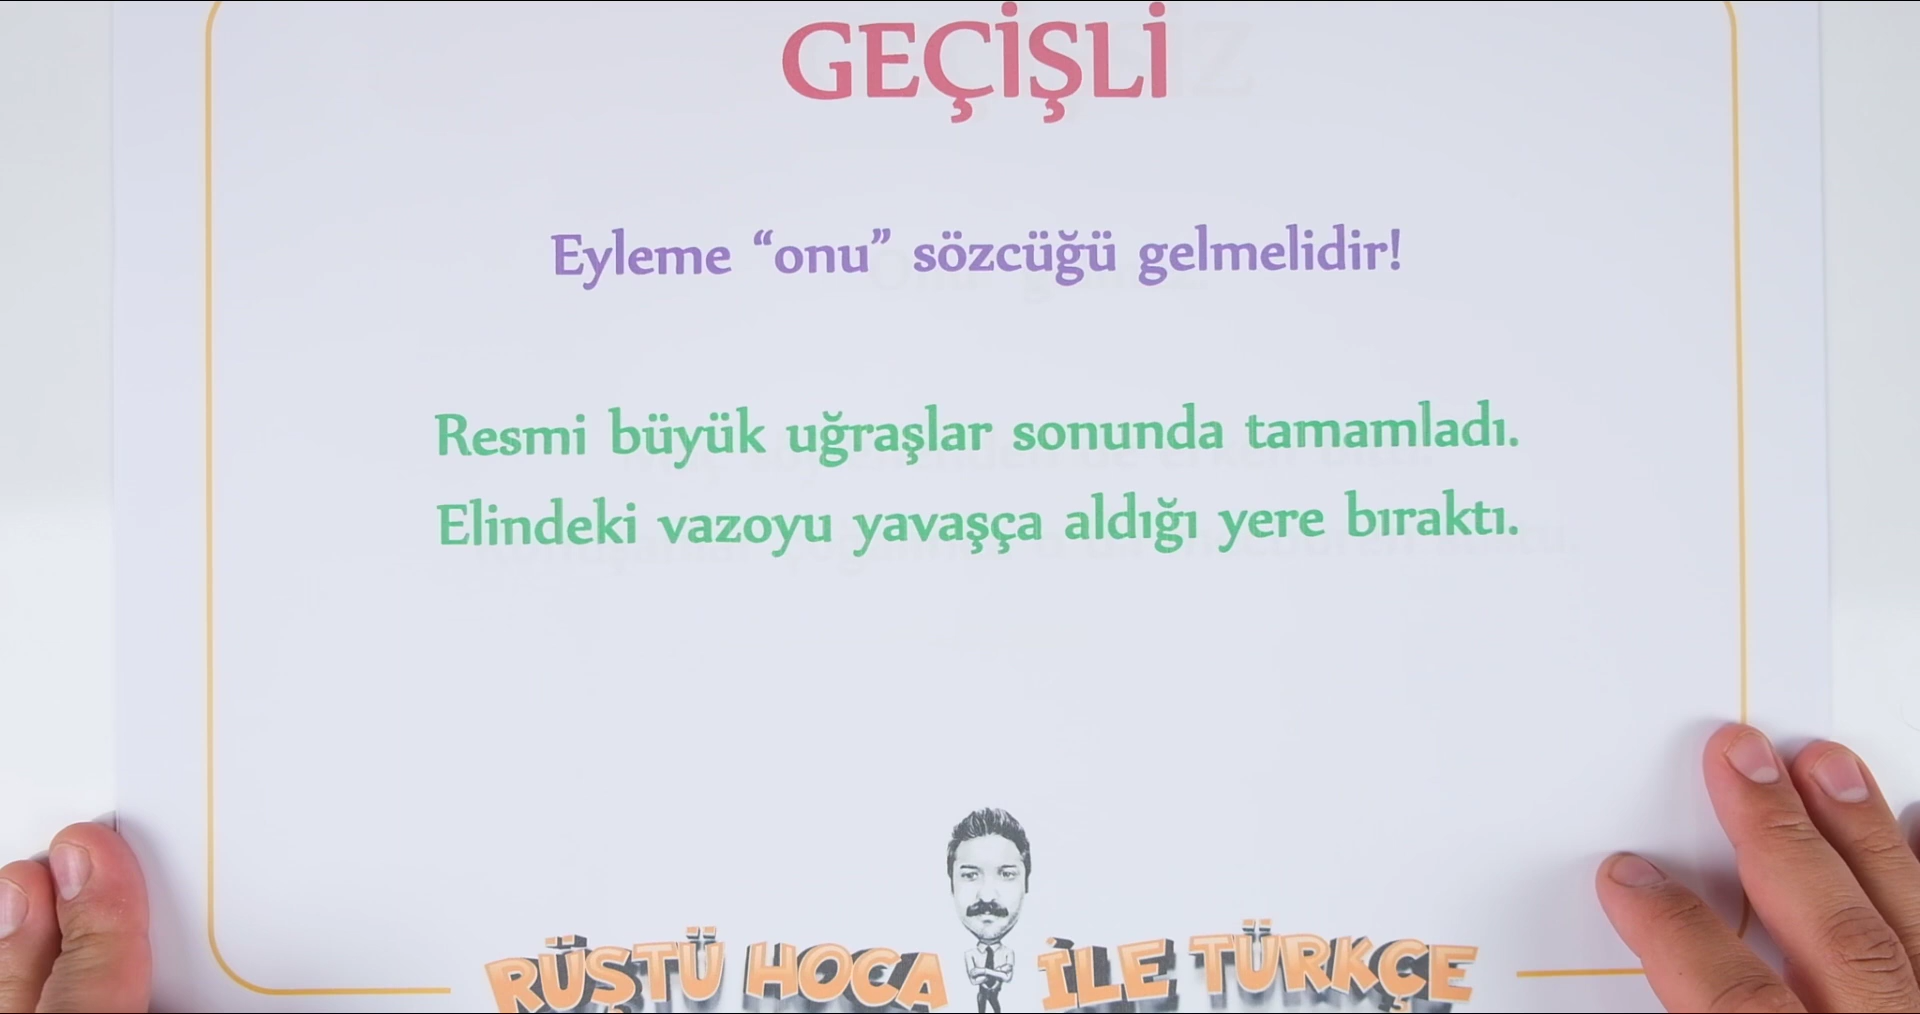 GEÇİŞLİ
Eyleme “onu” sözcüğü gelmelidir!
Resmi büyük uğraşlar sonunda tamamladı.
Elindeki vazoyu yavaşça aldığı yere bıraktı.
RÜŞTÜ HOCA İLE TÜRKÇE